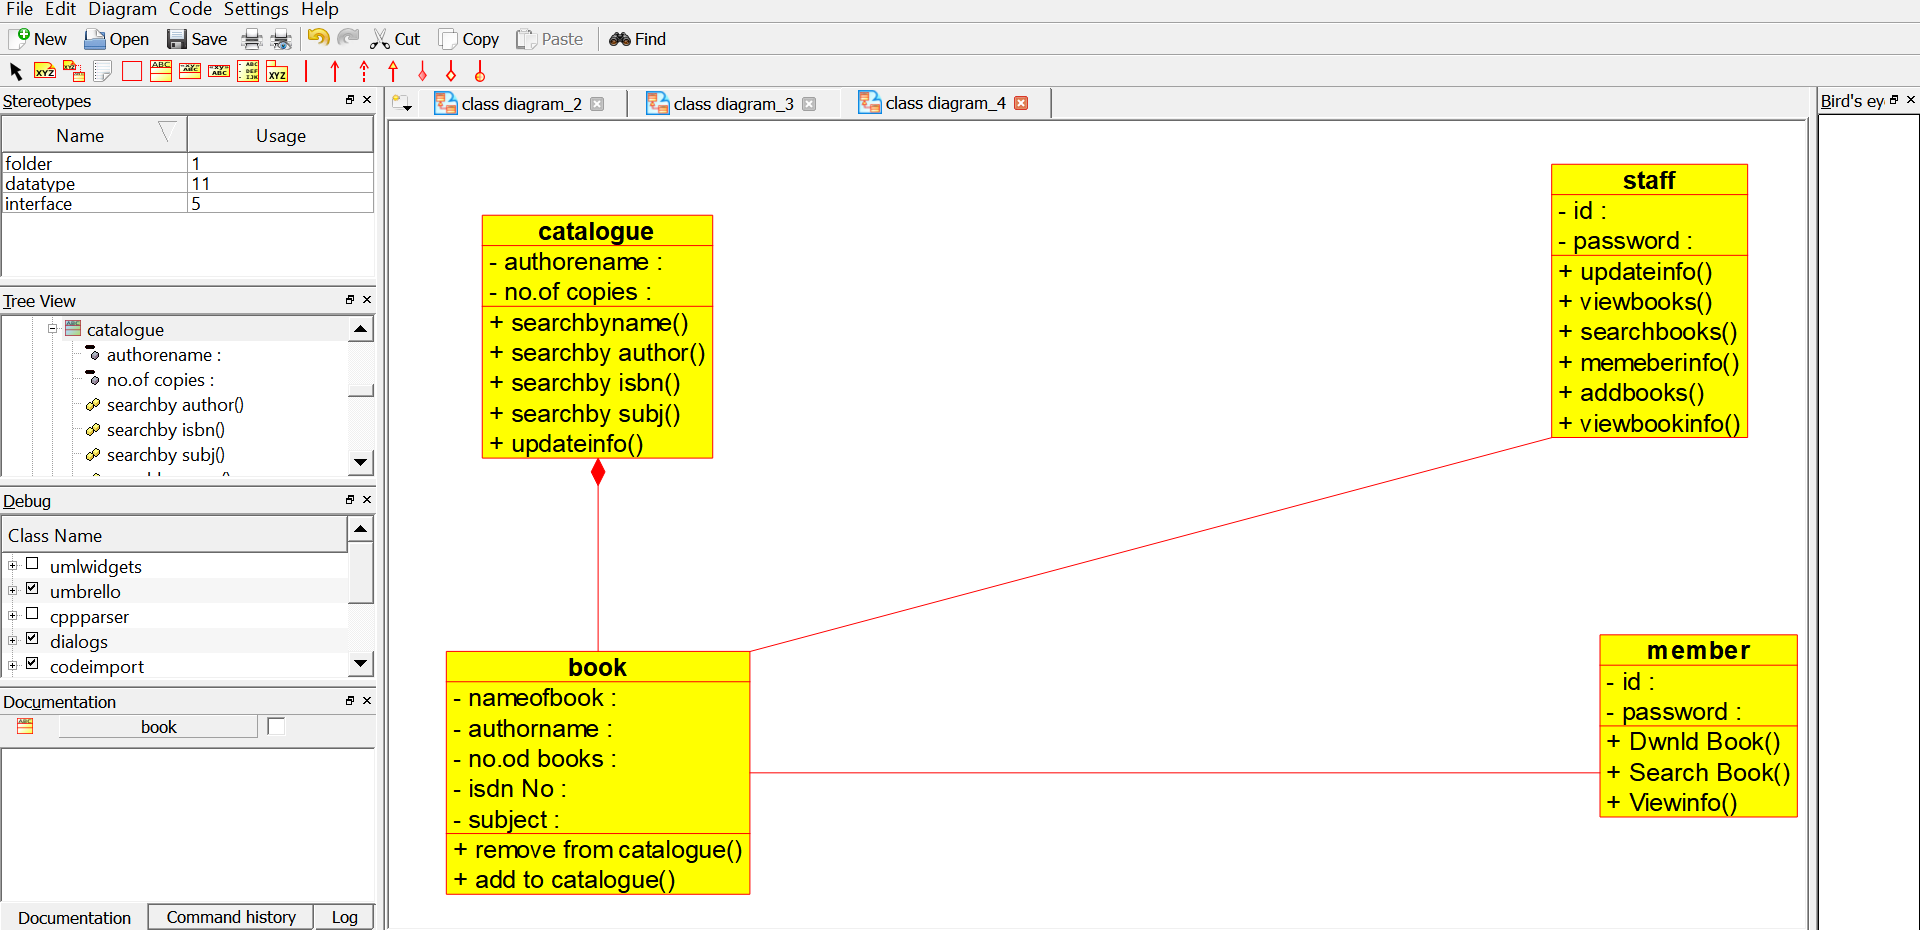 File Edit Diagram Code Settings Help
New Open Save Cut Copy Paste Find
Stereotypes
Name Usage
folder 1
datatype 11
interface 5
Tree View
catalogue
authorename :
no.of copies :
searchby author()
searchby isbn()
searchby subj()
Debug
Class Name
umlwidgets
umbrello
cppparser
dialogs
codeimport
Documentation
book
Documentation Command history Log
class diagram_2 class diagram_3 class diagram_4
catalogue
- authorename :
- no.of copies :
+ searchbyname()
+ searchby author()
+ searchby isbn()
+ searchby subj()
+ updateinfo()
staff
- id :
- password :
+ updateinfo()
+ viewbooks()
+ searchbooks()
+ memeberinfo()
+ addbooks()
+ viewbookinfo()
book
- nameofbook :
- authorname :
- no.od books :
- isdn No :
- subject :
+ remove from catalogue()
+ add to catalogue()
member
- id :
- password :
+ Dwnld Book()
+ Search Book()
+ Viewinfo()
Bird's ey